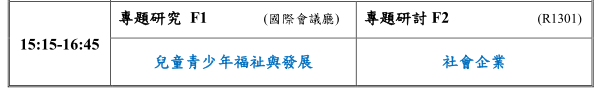 15:15-16:45
專題研究 F1 (國際會議廳)
兒童青少年福祉與發展
專題研討 F2 (R1301)
社會企業